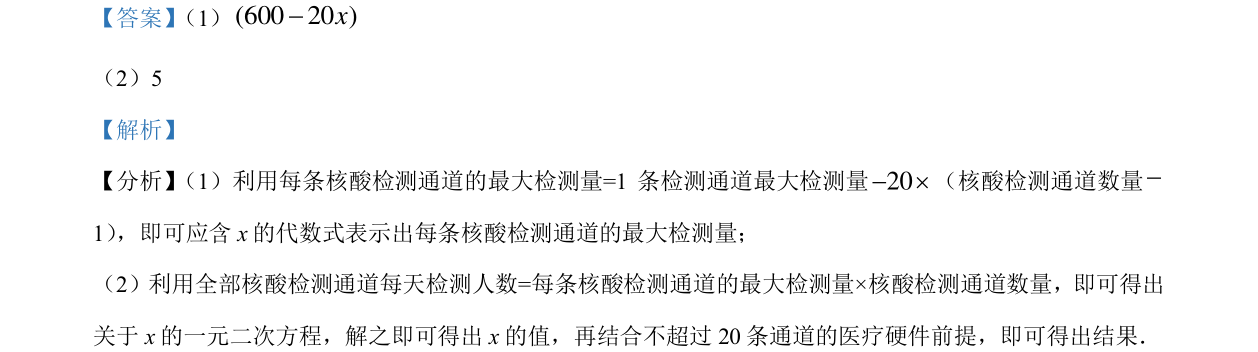 【答案】（1）(600－20x)
（2）5
【解析】
【分析】（1）利用每条核酸检测通道的最大检测量=1 条检测通道最大检测量－20×（核酸检测通道数量－
1），即可应含 x 的代数式表示出每条核酸检测通道的最大检测量；
（2）利用全部核酸检测通道每天检测人数=每条核酸检测通道的最大检测量×核酸检测通道数量，即可得出
关于 x 的一元二次方程，解之即可得出 x 的值，再结合不超过 20 条通道的医疗硬件前提，即可得出结果．